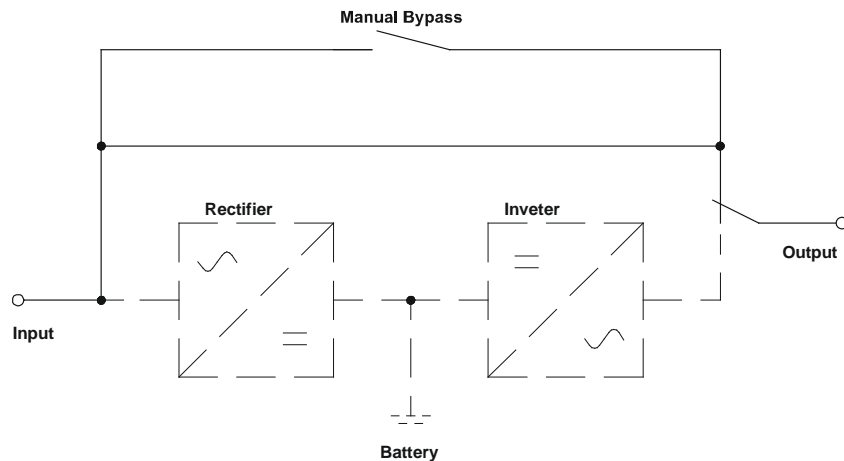 Manual Bypass
Rectifier
Inveter
Output
Input
Battery